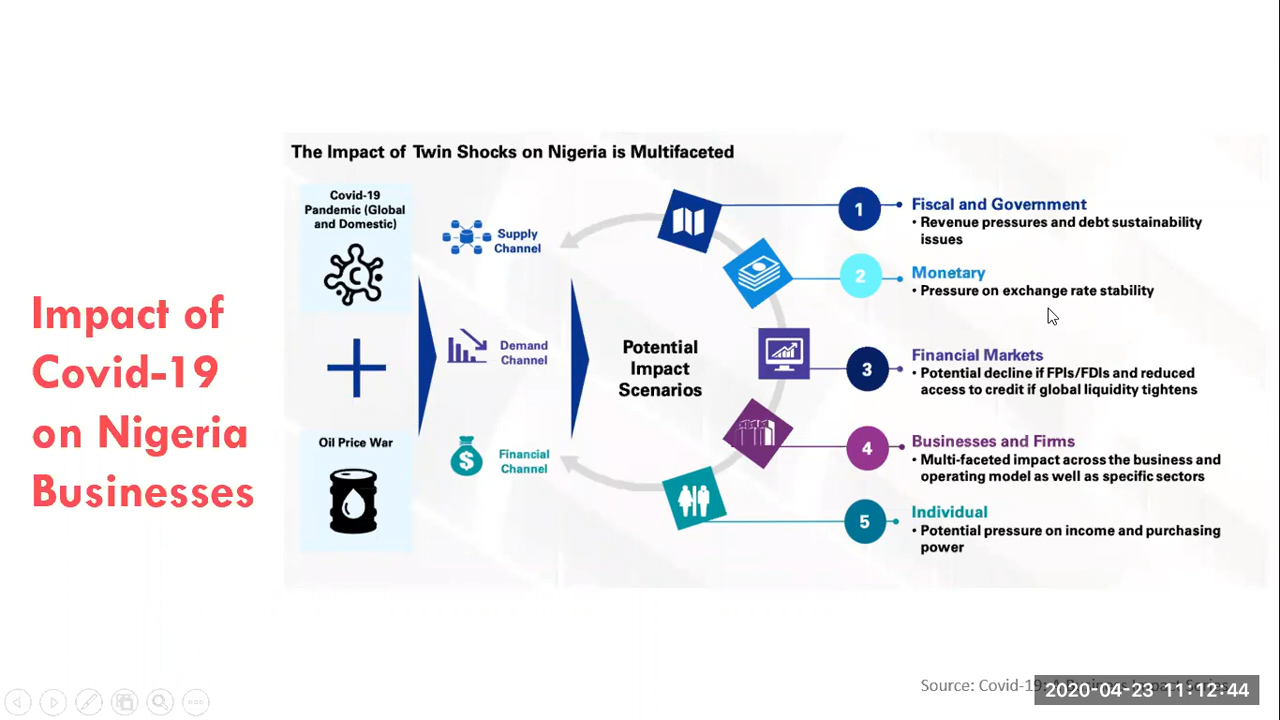 Impact of
Covid-19
on Nigeria
Businesses
The Impact of Twin Shocks on Nigeria is Multifaceted
Covid-19
Pandemic (Global
and Domestic)
Oil Price War
Supply
Channel
Demand
Channel
$
Financial
Channel
Potential
Impact
Scenarios
1
Fiscal and Government
• Revenue pressures and debt sustainability
issues
2
Monetary
• Pressure on exchange rate stability
3
Financial Markets
• Potential decline if FPIs/FDIs and reduced
access to credit if global liquidity tightens
4
Businesses and Firms
• Multi-faceted impact across the business and
operating model as well as specific sectors
5
Individual
• Potential pressure on income and purchasing
power
Source: Covid-19:
2020-04-23 11:12:44